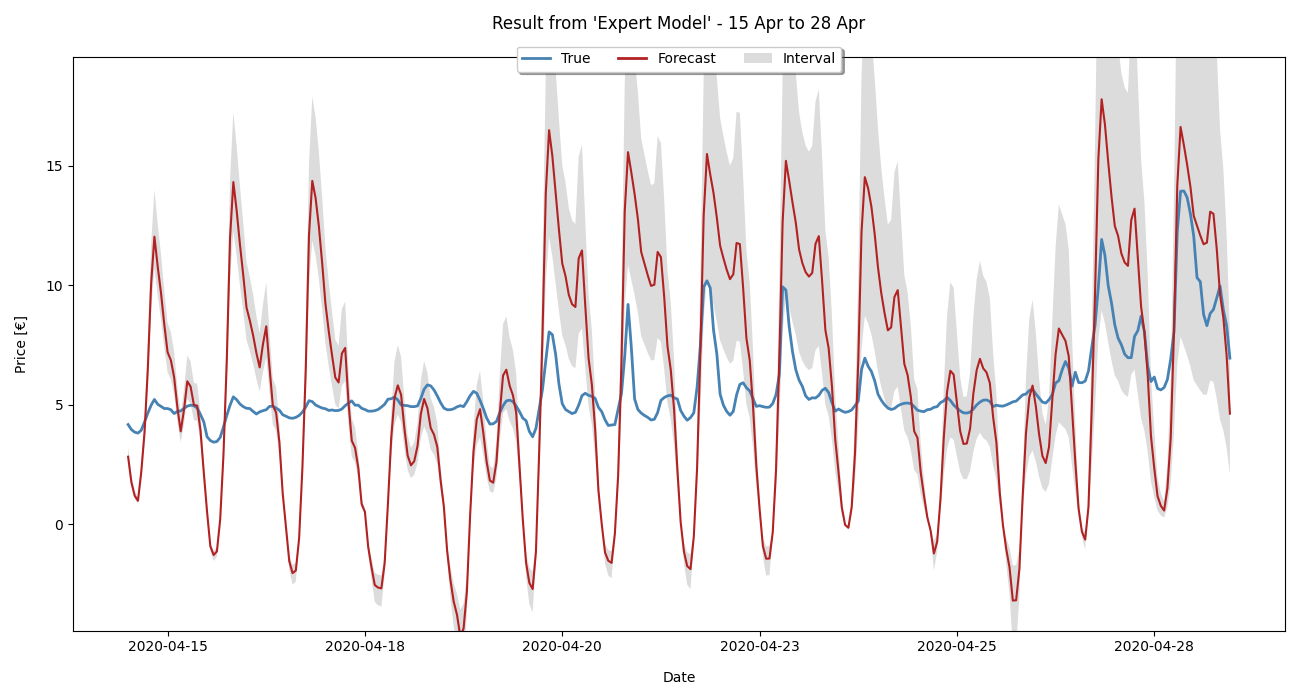 Result from 'Expert Model' - 15 Apr to 28 Apr
True Forecast Interval
15
10
5
0
Price [€]
2020-04-15 2020-04-18 2020-04-20 2020-04-23 2020-04-25 2020-04-28
Date